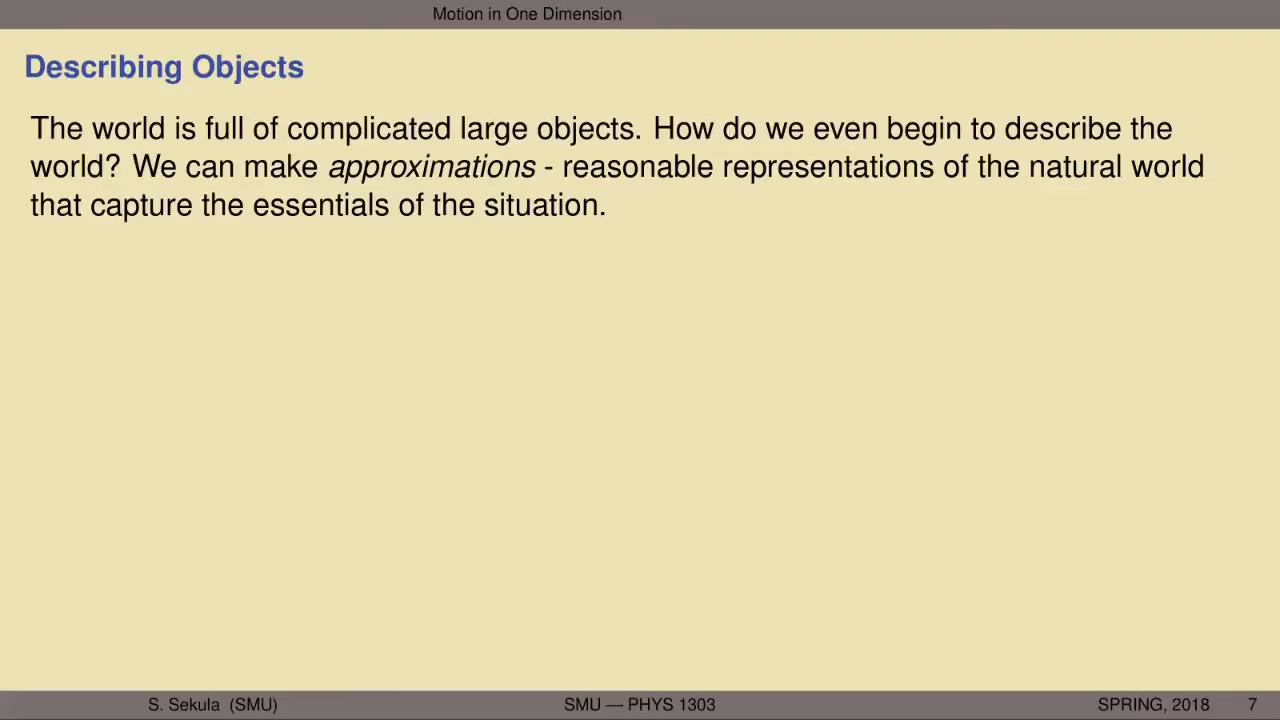 Motion in One Dimension
Describing Objects
The world is full of complicated large objects. How do we even begin to describe the
world? We can make approximations - reasonable representations of the natural world
that capture the essentials of the situation.
S. Sekula (SMU) SMU — PHYS 1303 SPRING, 2018 7